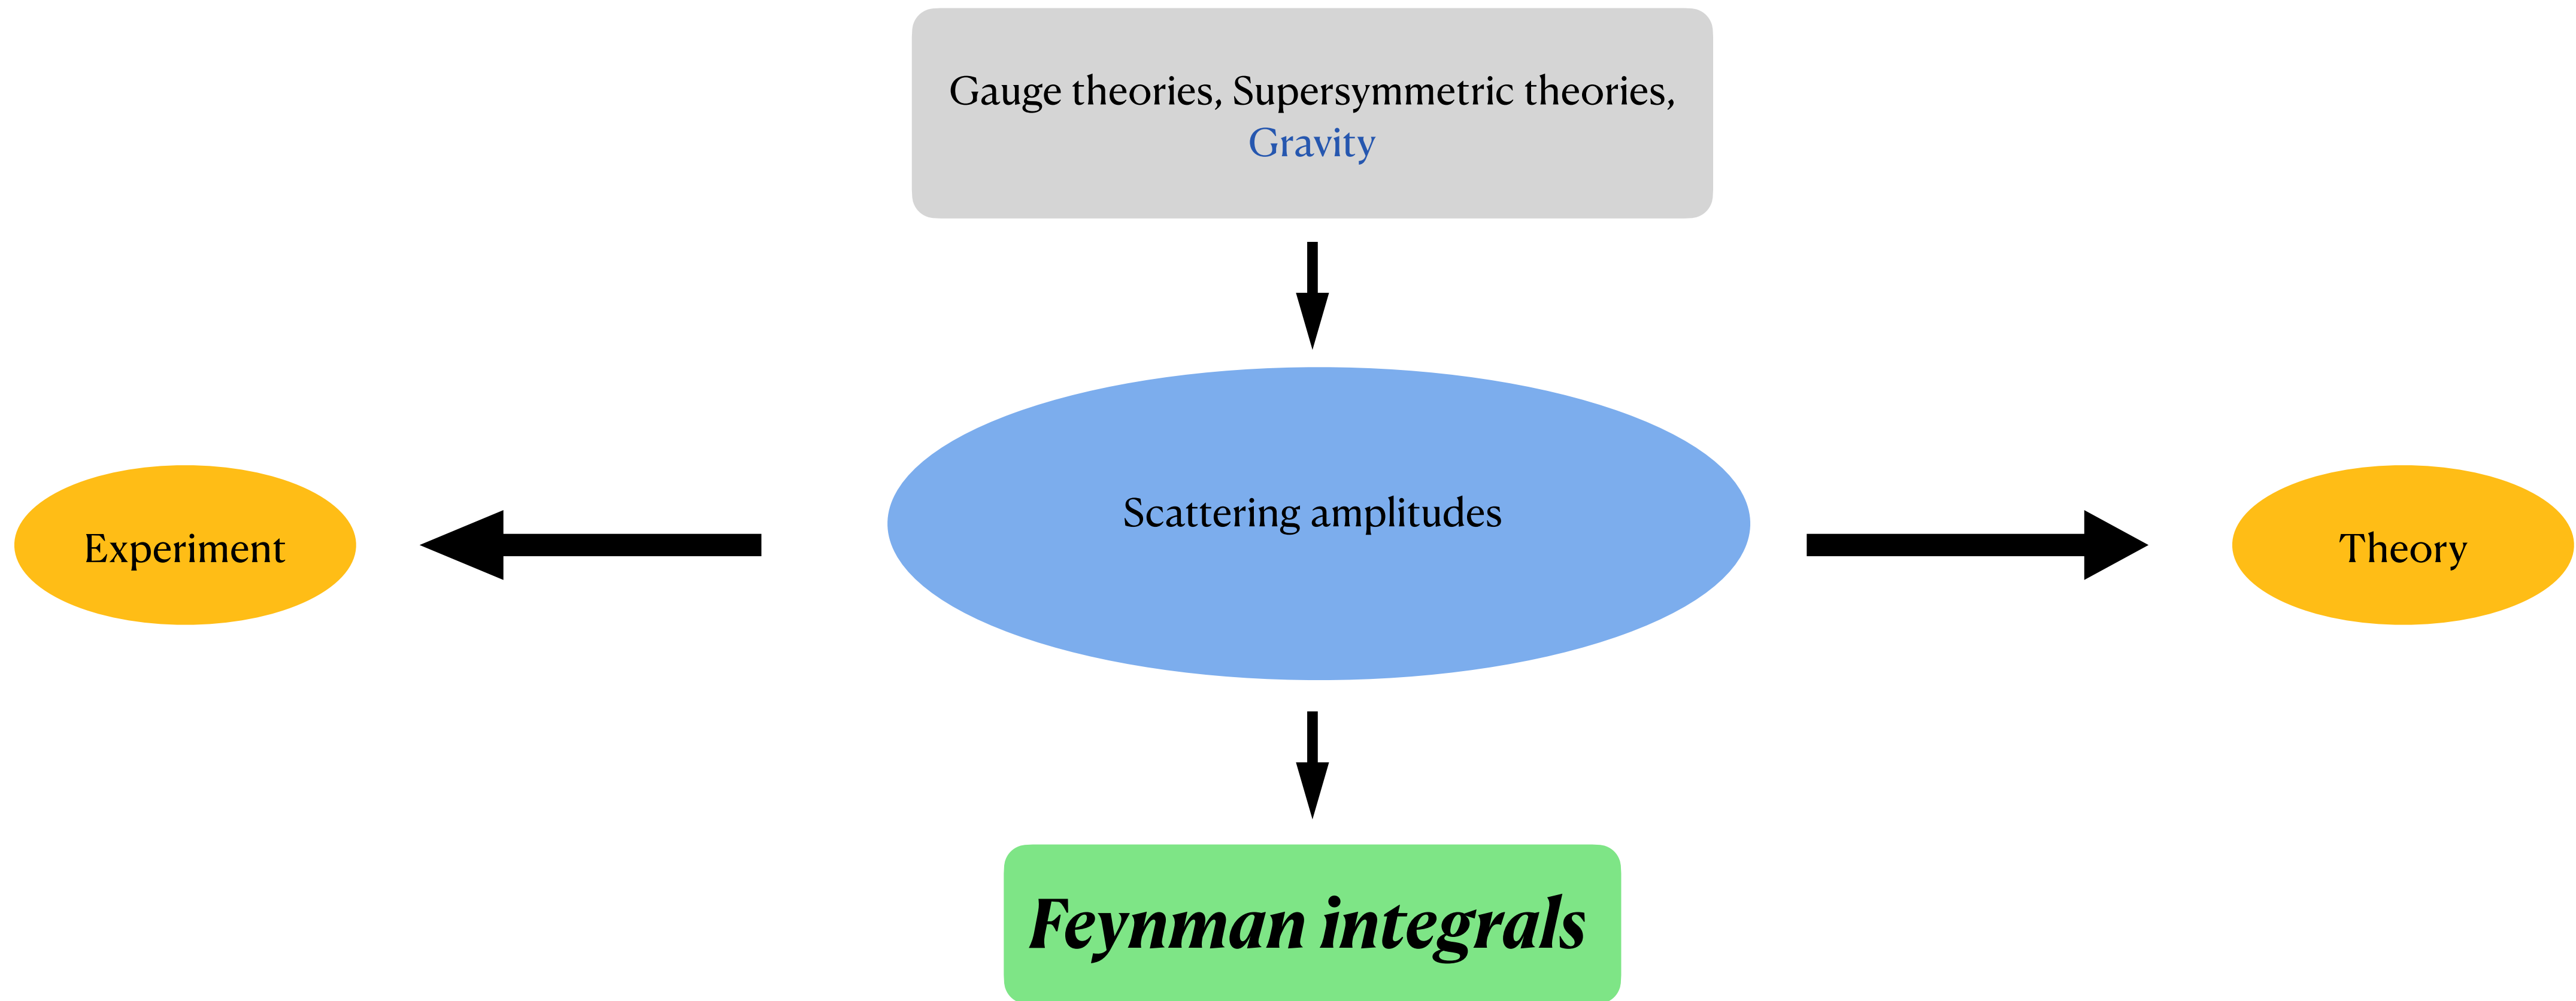 Gauge theories, Supersymmetric theories,
Gravity
Scattering amplitudes
Experiment
Theory
Feynman integrals